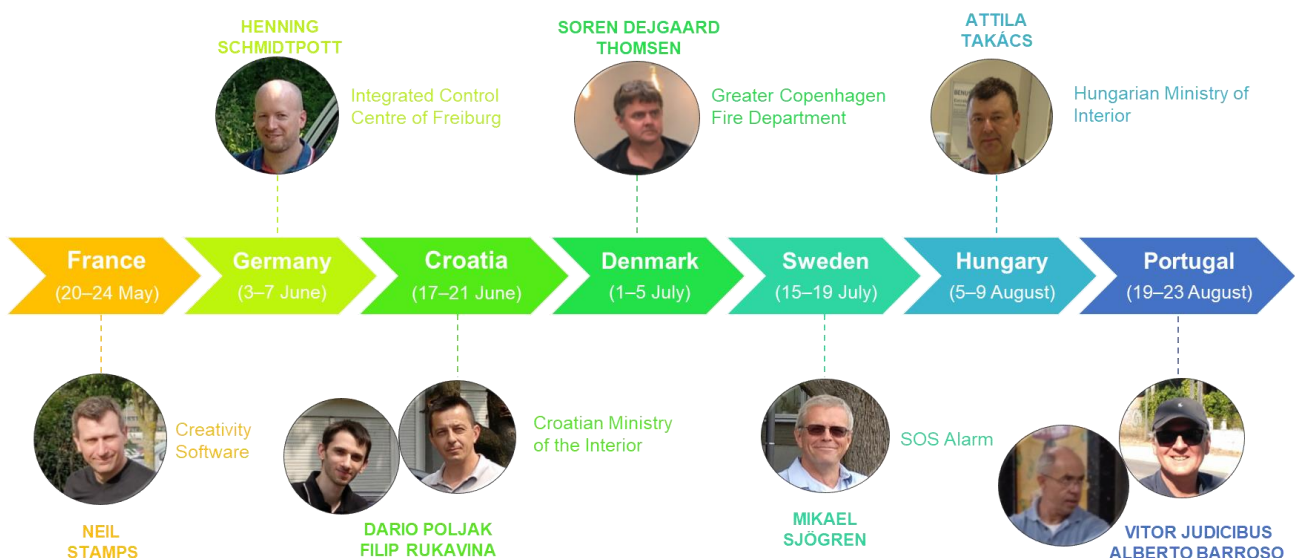 HENNING
SCHMIDTPOTT
Integrated Control
Centre of Freiburg
SOREN DEJGAARD
THOMSEN
Greater Copenhagen
Fire Department
ATTILA
TAKÁCS
Hungarian Ministry of
Interior
France
(20–24 May)
Germany
(3–7 June)
Croatia
(17–21 June)
Denmark
(1–5 July)
Sweden
(15–19 July)
Hungary
(5–9 August)
Portugal
(19–23 August)
Creativity
Software
NEIL
STAMPS
Croatian Ministry
of the Interior
DARIO POLJAK
FILIP RUKAVINA
SOS Alarm
MIKAEL
SJÖGREN
VITOR JUDICIBUS
ALBERTO BARROSO